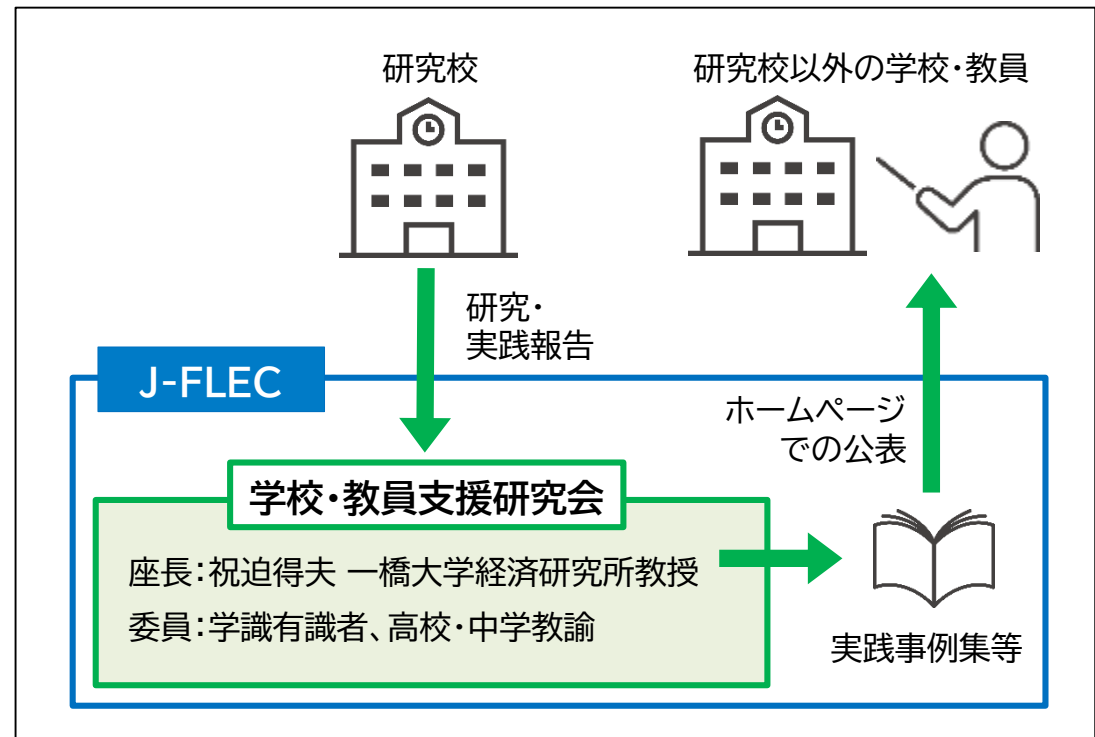 研究校
研究校以外の学校・教員
研究・
実践報告
J-FLEC
ホームページ
での公表
学校・教員支援研究会
座長：祝迫得夫 一橋大学経済研究所教授
委員：学識有識者、高校・中学教諭
実践事例集等